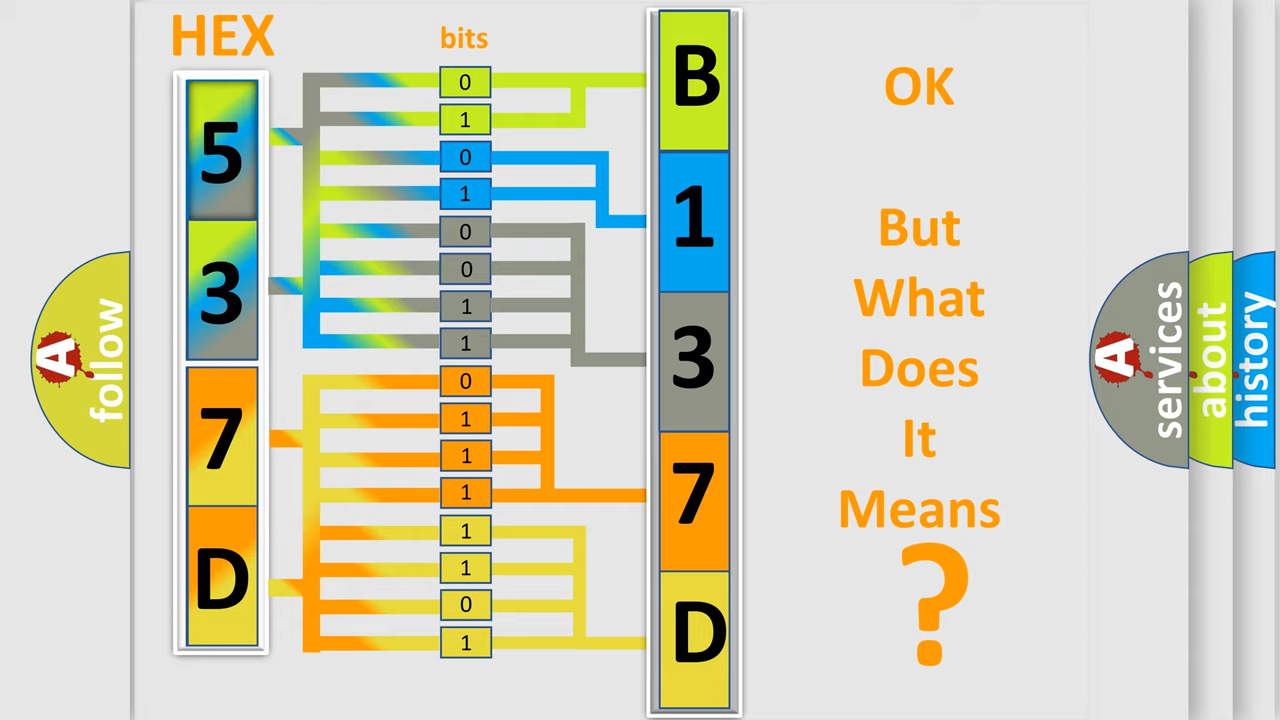 HEX
bits
5
3
7
D
0
1
0
1
0
0
1
1
0
1
1
1
1
1
0
1
B
1
3
7
D
OK
But
What
Does
It
Means
?
A
follow
A
services
about
history